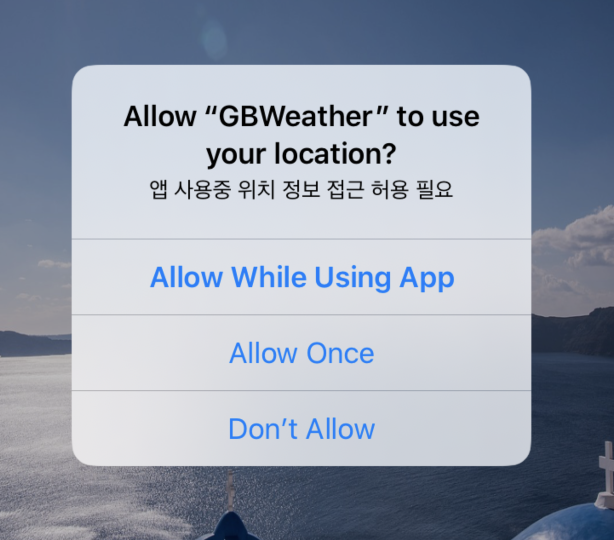 Allow “GBWeather” to use
your location?
앱 사용중 위치 정보 접근 허용 필요
Allow While Using App
Allow Once
Don’t Allow